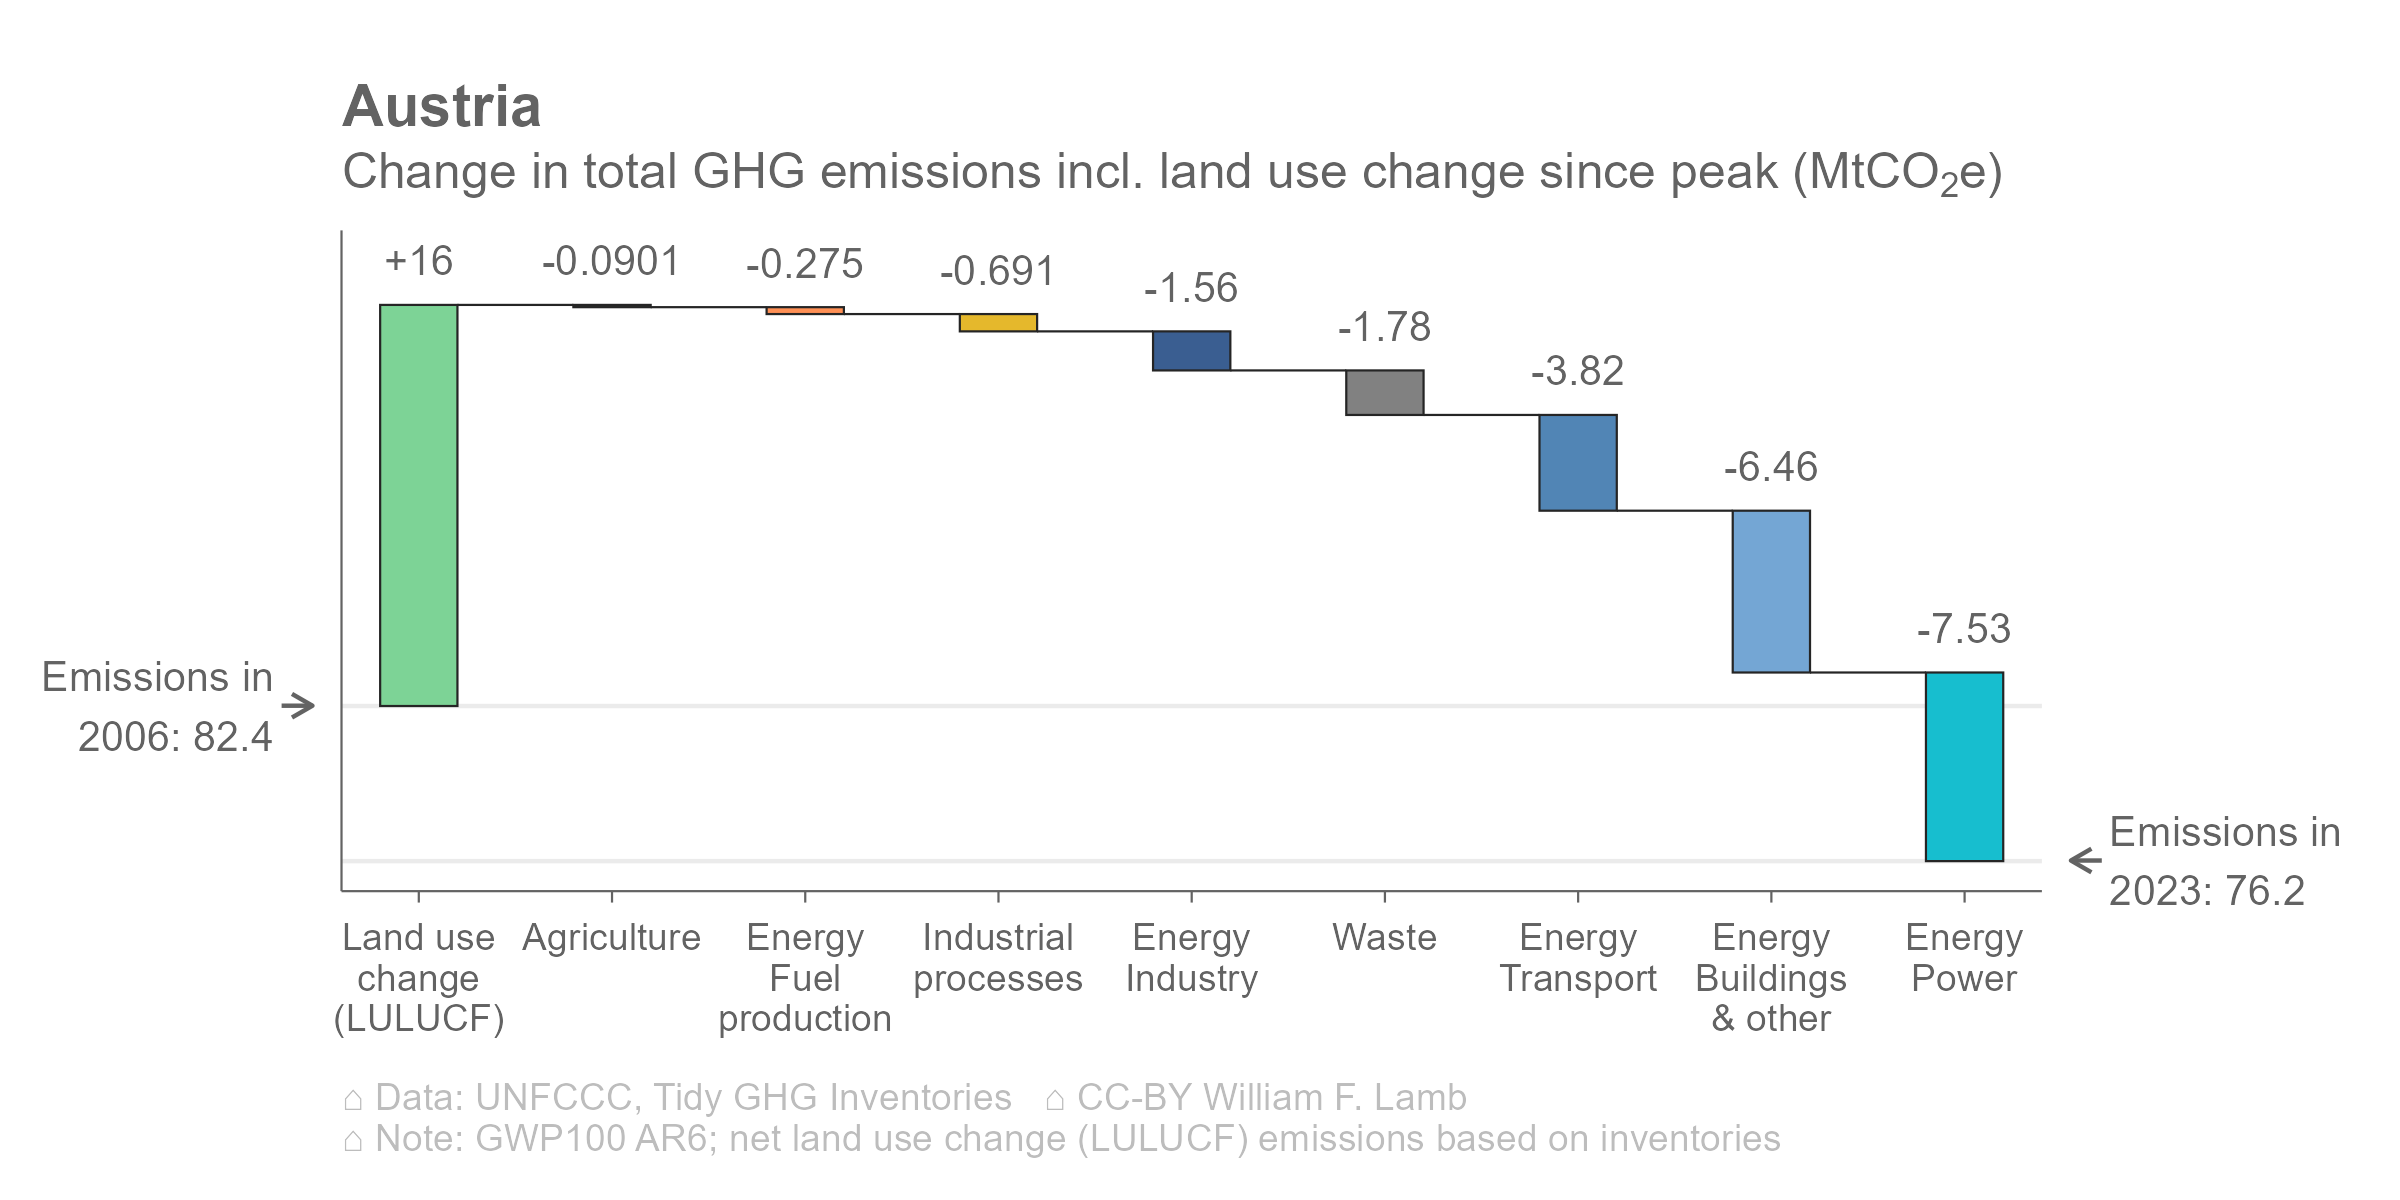 Austria
Change in total GHG emissions incl. land use change since peak (MtCO₂e)
+16
-0.0901
-0.275
-0.691
-1.56
-1.78
-3.82
-6.46
-7.53
Emissions in
2006: 82.4
Emissions in
2023: 76.2
Land use
change
(LULUCF)
Agriculture
Energy
Fuel
production
Industrial
processes
Energy
Industry
Waste
Energy
Transport
Energy
Buildings
& other
Energy
Power
⌂ Data: UNFCCC, Tidy GHG Inventories ⌂ CC-BY William F. Lamb
⌂ Note: GWP100 AR6; net land use change (LULUCF) emissions based on inventories